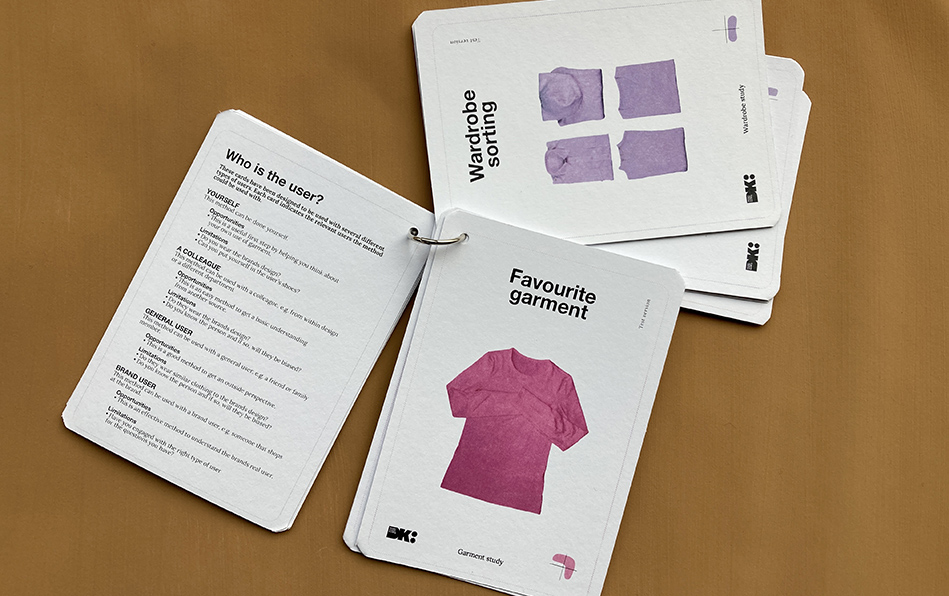 Who is the user?
These cards have been designed to be used with several different
types of users. Each card indicates the relevant users the method
could be used with.
YOURSELF
This method can be done yourself
Opportunities
• This is a useful first step by helping you think about
your own use of garments.
Limitations
• Do you wear the brands design?
• Can you put yourself in the user's shoes?
A COLLEAGUE
This method can be used with a colleague. e.g. from within design
or a different department
Opportunities
• This is an easy method to get a basic understanding
from another source.
Limitations
• Do they wear the brands design?
• Do you know the person and if so, will they be biased?
GENERAL USER
This method can be used with a general user. e.g. a friend or family
member.
Opportunities
• This is a good method to get an outside perspective.
Limitations
• Do they wear similar clothing to the brands design?
• Do you know the person and if so, will they be biased?
BRAND USER
This method can be used with a brand user e.g. someone that shops
at the brand.
Opportunities
• This is an effective method to understand the brands real user.
Limitations
• Have you engaged with the right type of user
for the questions you have?
Test version
Wardrobe
sorting
Wardrobe study
DK:
DK:
Favourite
garment
Test version
DK:
Garment study